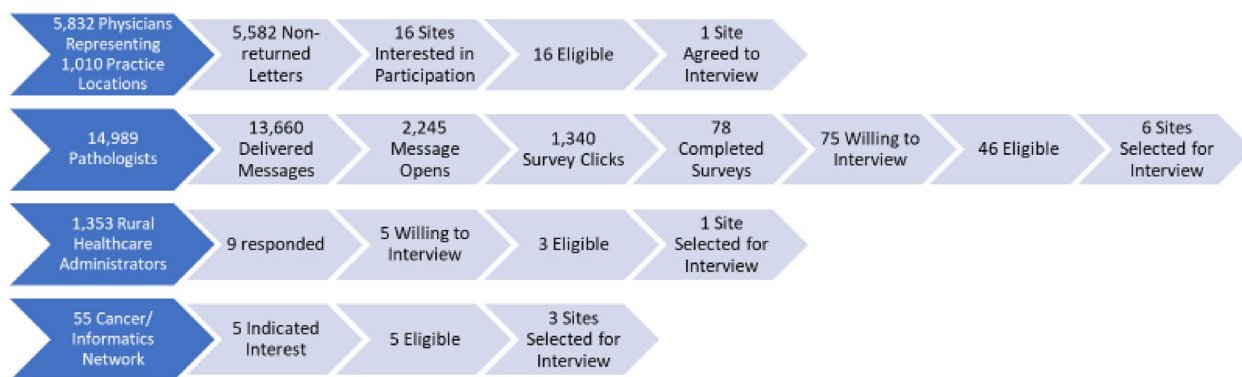 5,832 Physicians
Representing
1,010 Practice
Locations
5,582 Non-
returned
Letters
16 Sites
Interested in
Participation
16 Eligible
1 Site
Agreed to
Interview
14,989
Pathologists
13,660
Delivered
Messages
2,245
Message
Opens
1,340
Survey Clicks
78
Completed
Surveys
75 Willing to
Interview
46 Eligible
6 Sites
Selected for
Interview
1,353 Rural
Healthcare
Administrators
9 responded
5 Willing to
Interview
3 Eligible
1 Site
Selected for
Interview
55 Cancer/
Informatics
Network
5 Indicated
Interest
5 Eligible
3 Sites
Selected for
Interview